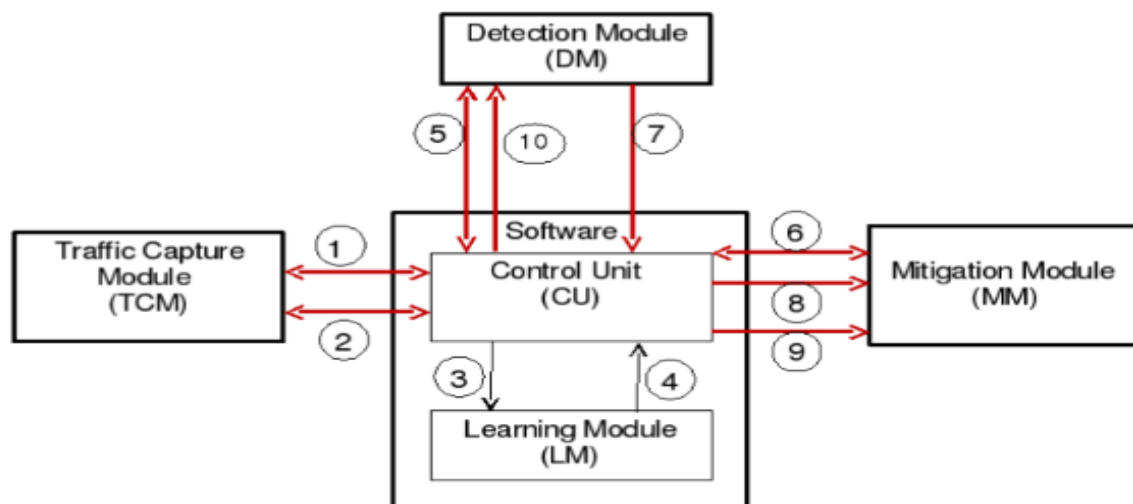 Detection Module
(DM)
5
10
7
Software
Traffic Capture
Module
(TCM)
1
2
Control Unit
(CU)
6
8
9
Mitigation Module
(MM)
3
4
Learning Module
(LM)